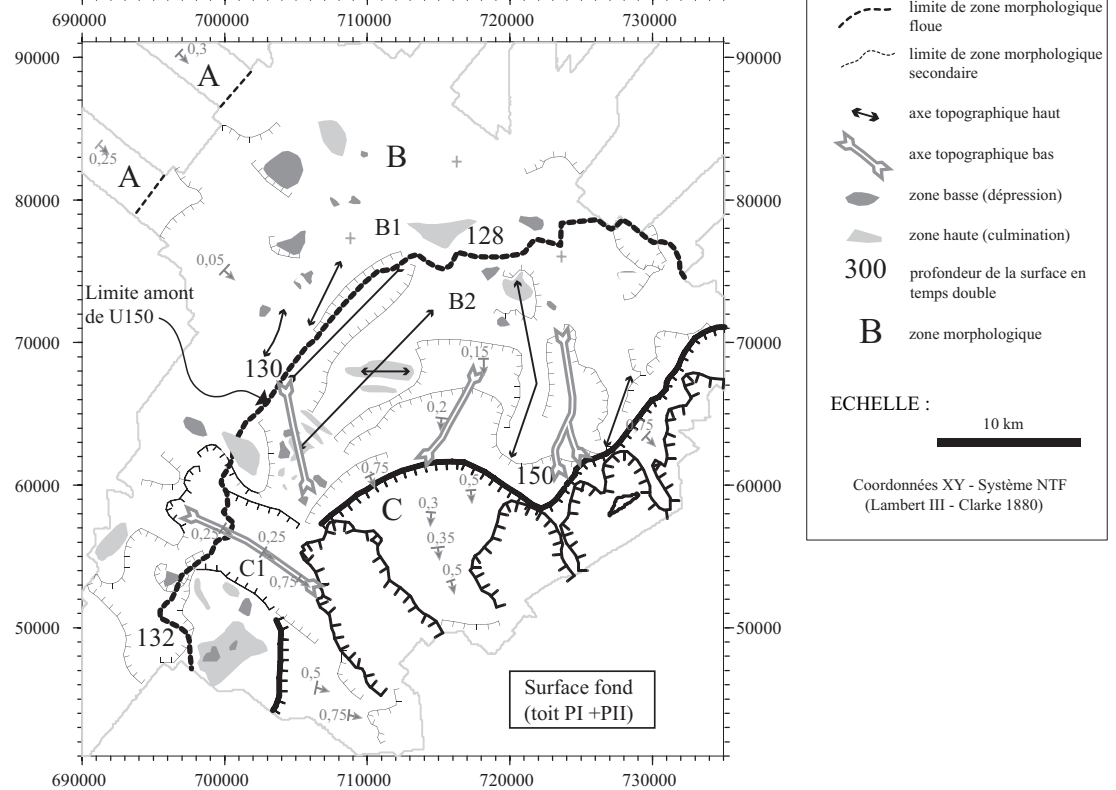 690000 700000 710000 720000 730000
90000 90000
80000 80000
70000 70000
60000 60000
50000 50000
690000 700000 710000 720000 730000
0,3
A
0,25
A
B
B1
128
0,05
Limite amont
de U150
B2
130
0,15
0,2
0,75
0,75
0,5
150
C
0,3
0,25
0,25
0,35
C1
0,75
0,5
132
0,5
0,75
Surface fond
(toit PI +PII)
limite de zone morphologique
floue
limite de zone morphologique
secondaire
axe topographique haut
axe topographique bas
zone basse (dépression)
zone haute (culmination)
300 profondeur de la surface en
temps double
B zone morphologique
ECHELLE :
10 km
Coordonnées XY - Système NTF
(Lambert III - Clarke 1880)